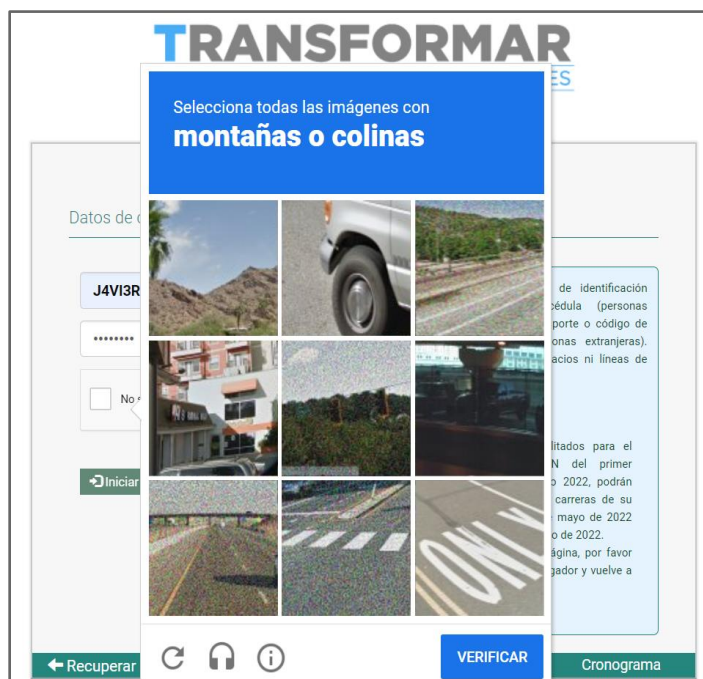 TRANSFORMAR
ES
Selecciona todas las imágenes con
montañas o colinas
Datos de
J4VI3R
No
Iniciar
de identificación
cédula (personas
porte o código de
onas extranjeras).
acios ni líneas de
litados para el
N del primer
o 2022, podrán
carreras de su
mayo de 2022
o de 2022.
ágina, por favor
gador y vuelve a
ONLY
VERIFICAR
Recuperar
Cronograma